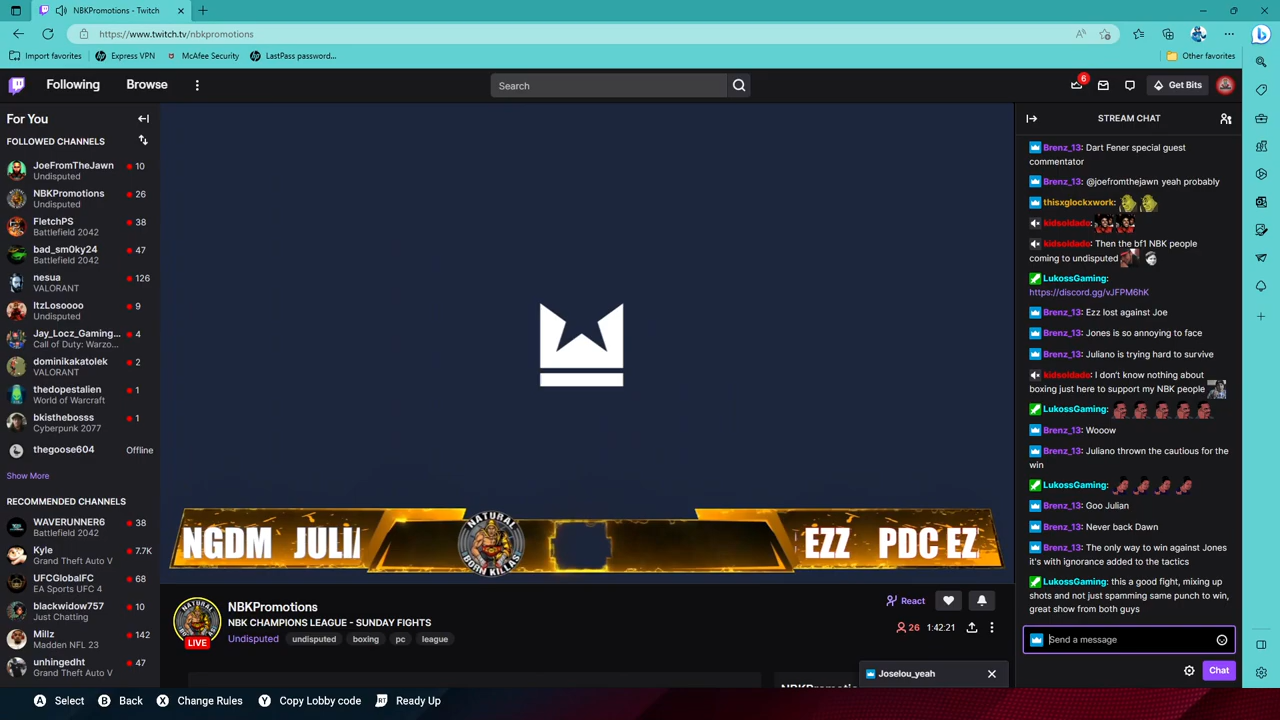 NBKPromotions - Twitch
https://www.twitch.tv/nbkpromotions
Import favorites
Express VPN
McAfee Security
LastPass password...
Other favorites
Following
Browse
Search
6
Get Bits
For You
FOLLOWED CHANNELS
JoeFromTheJawn
Undisputed
10
NBKPromotions
Undisputed
26
FletchPS
Battlefield 2042
38
bad_sm0ky24
Battlefield 2042
47
nesua
VALORANT
126
ItzLosoooo
Undisputed
9
Jay_Locz_Gaming...
Call of Duty: Warzo...
4
dominikakatolek
VALORANT
2
thedopestalien
World of Warcraft
1
bkisthebosss
Cyberpunk 2077
1
thegoose604
Offline
Show More
RECOMMENDED CHANNELS
WAVERUNNER6
Battlefield 2042
38
Kyle
Grand Theft Auto V
7.7K
UFCGlobalFC
EA Sports UFC 4
68
blackwidow757
Just Chatting
10
Millz
Madden NFL 23
142
unhingedht
Grand Theft Auto V
47
NGDM JULI
NATURAL
BORN KILLAS
EZZ PDC EZ
LIVE
NBKPromotions
NBK CHAMPIONS LEAGUE - SUNDAY FIGHTS
Undisputed
undisputed
boxing
pc
league
React
26
1:42:21
Joselou_yeah
STREAM CHAT
Brenz_13: Dart Fener special guest
commentator
Brenz_13: @joefromthejawn yeah probably
thisxglockxwork:
kidsoldado:
kidsoldado: Then the bf1 NBK people
coming to undisputed
LukossGaming:
https://discord.gg/vJFPM6hK
Brenz_13: Ezz lost against Joe
Brenz_13: Jones is so annoying to face
Brenz_13: Juliano is trying hard to survive
kidsoldado: I don't know nothing about
boxing just here to support my NBK people
LukossGaming:
Brenz_13: Wooow
Brenz_13: Juliano thrown the cautious for the
win
LukossGaming:
Brenz_13: Goo Julian
Brenz_13: Never back Dawn
Brenz_13: The only way to win against Jones
it's with ignorance added to the tactics
LukossGaming: this a good fight, mixing up
shots and not just spamming same punch to win,
great show from both guys
Send a message
Chat
A Select
B Back
X Change Rules
Y Copy Lobby code
RT Ready Up